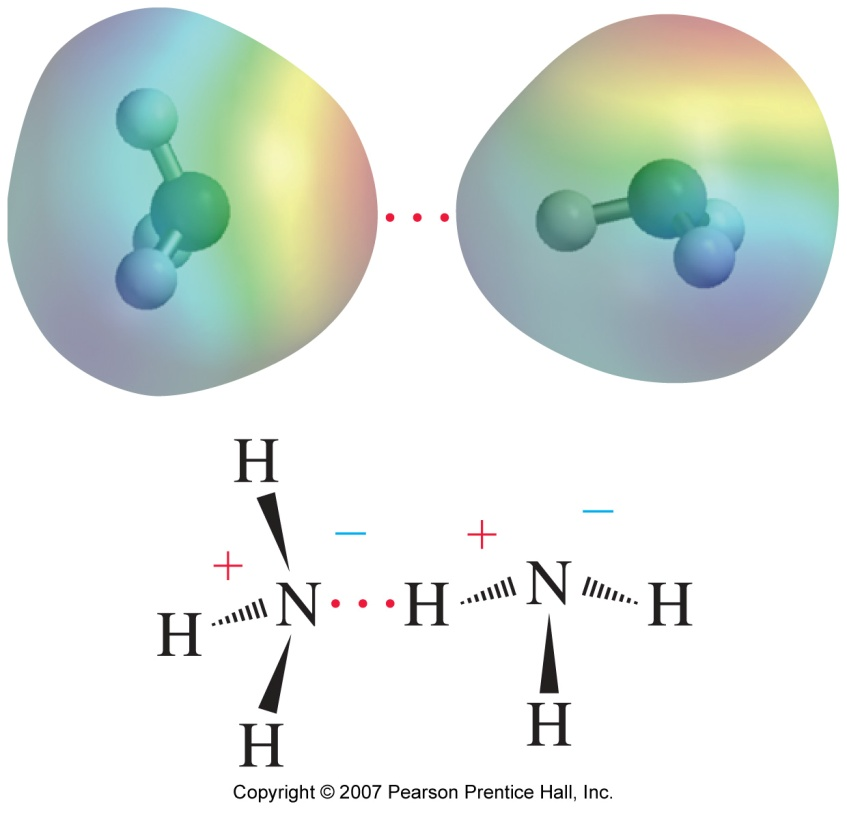 H
+ − + −
H N ••• H N H
H H
Copyright © 2007 Pearson Prentice Hall, Inc.